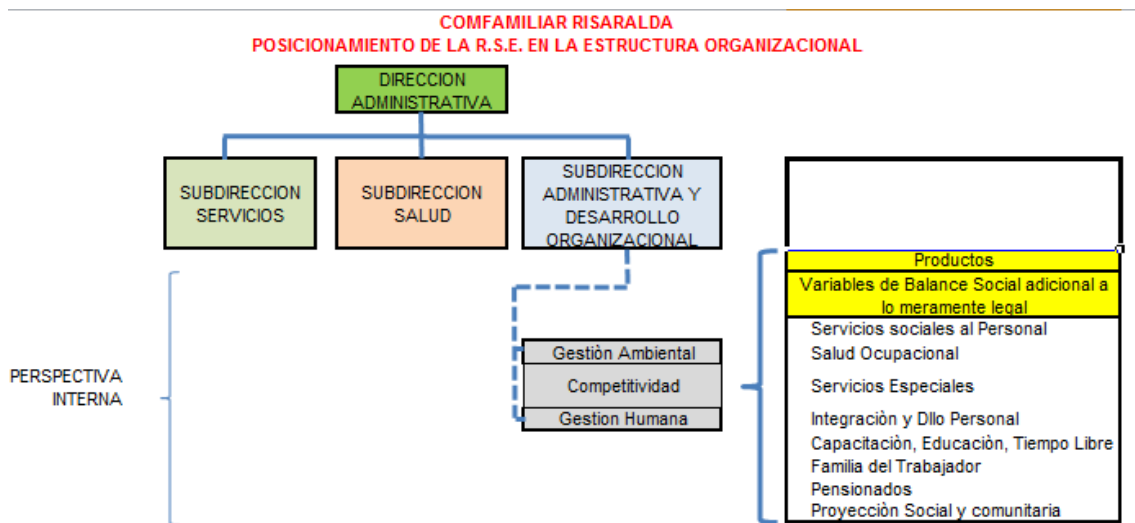 COMFAMILIAR RISARALDA
POSICIONAMIENTO DE LA R.S.E. EN LA ESTRUCTURA ORGANIZACIONAL
DIRECCION
ADMINISTRATIVA
SUBDIRECCION
SERVICIOS
SUBDIRECCION
SALUD
SUBDIRECCION
ADMINISTRATIVA Y
DESARROLLO
ORGANIZACIONAL
Productos
Variables de Balance Social adicional a
lo meramente legal
PERSPECTIVA
INTERNA
Gestiòn Ambiental
Competitividad
Gestion Humana
Servicios sociales al Personal
Salud Ocupacional
Servicios Especiales
Integraciòn y Dllo Personal
Capacitaciòn, Educaciòn, Tiempo Libre
Familia del Trabajador
Pensionados
Proyecciòn Social y comunitaria